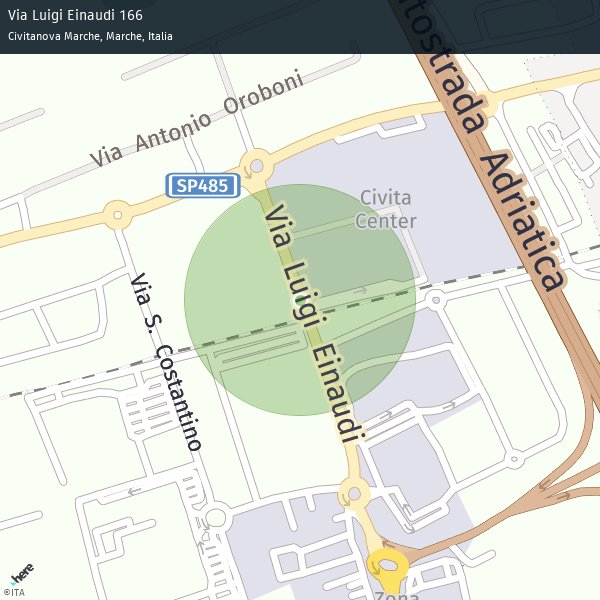 Via Luigi Einaudi 166
Civitanova Marche, Marche, Italia
Autostrada Adriatica
Via Antonio Oroboni
SP485
Civita
Center
Via Luigi Einaudi
Via S. Costantino
Zona
here
©ITA